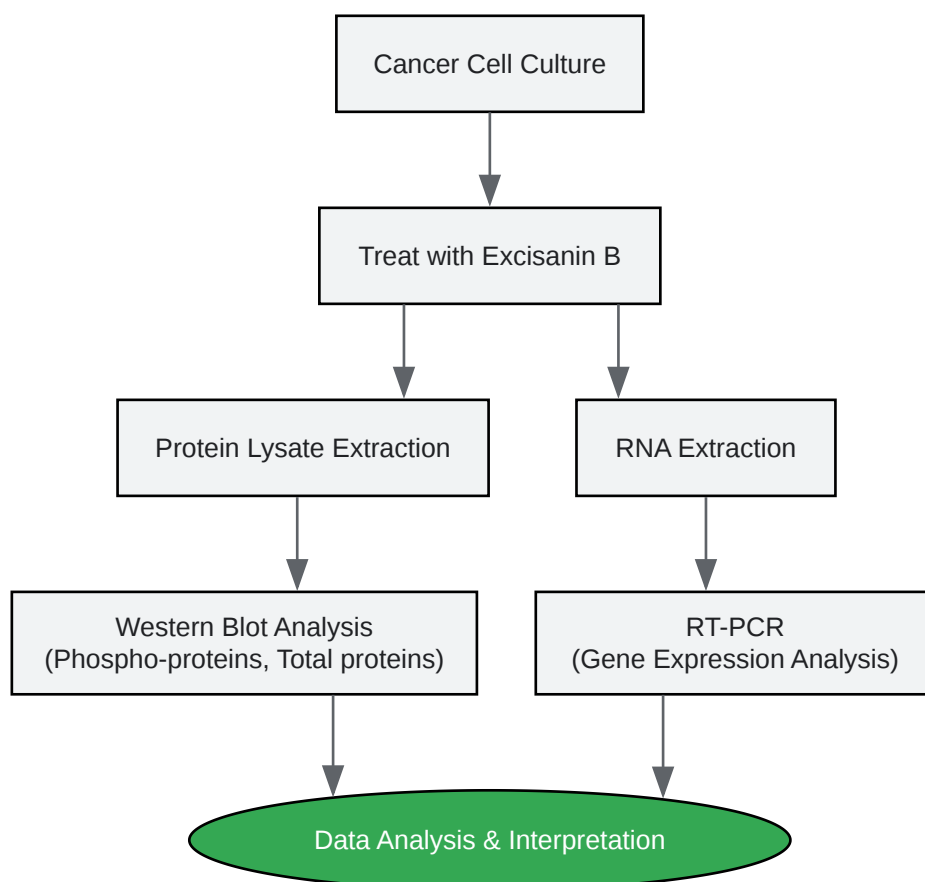 Cancer Cell Culture
Treat with Excisanin B
Protein Lysate Extraction
RNA Extraction
Western Blot Analysis
(Phospho-proteins, Total proteins)
RT-PCR
(Gene Expression Analysis)
Data Analysis & Interpretation